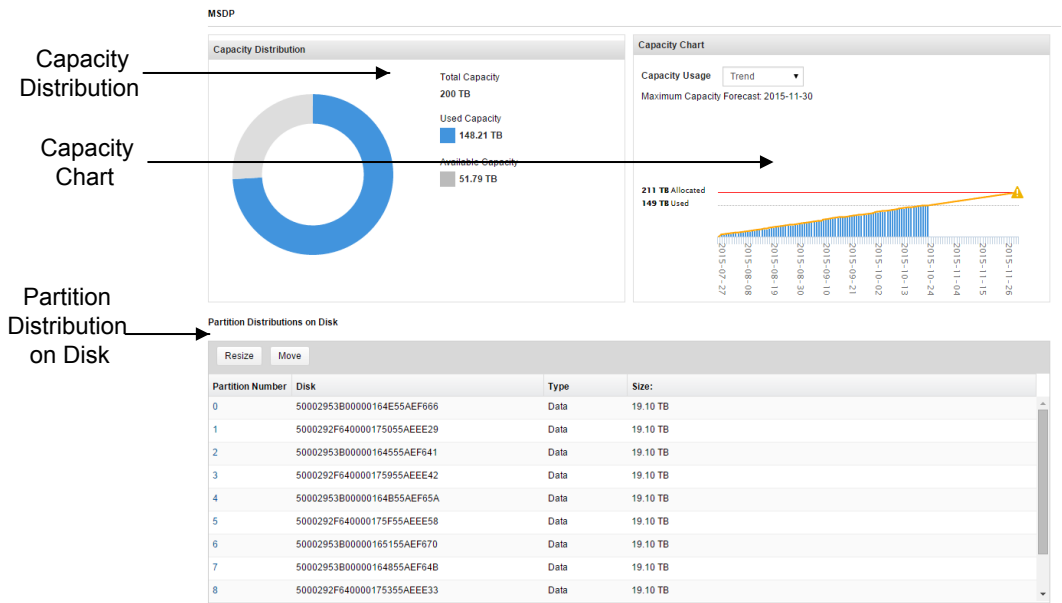 MSDP
Capacity Distribution
Capacity Distribution
Total Capacity
200 TB
Used Capacity
148.21 TB
Available Capacity
51.79 TB
Capacity Chart
Capacity Chart
Capacity Usage Trend
Maximum Capacity Forecast: 2015-11-30
211 TB Allocated
149 TB Used
2015-07-27
2015-08-08
2015-08-19
2015-08-30
2015-09-10
2015-09-21
2015-10-02
2015-10-13
2015-10-24
2015-11-04
2015-11-15
2015-11-26
Partition Distribution on Disk
Partition Distributions on Disk
Resize Move
Partition Number Disk Type Size:
0 50002953B00000164E55AEF666 Data 19.10 TB
1 5000292F640000175055AEEE29 Data 19.10 TB
2 50002953B00000164555AEF641 Data 19.10 TB
3 5000292F640000175955AEEE42 Data 19.10 TB
4 50002953B00000164B55AEF65A Data 19.10 TB
5 5000292F640000175F55AEEE58 Data 19.10 TB
6 50002953B00000165155AEF670 Data 19.10 TB
7 50002953B00000164855AEF64B Data 19.10 TB
8 5000292F640000175355AEEE33 Data 19.10 TB